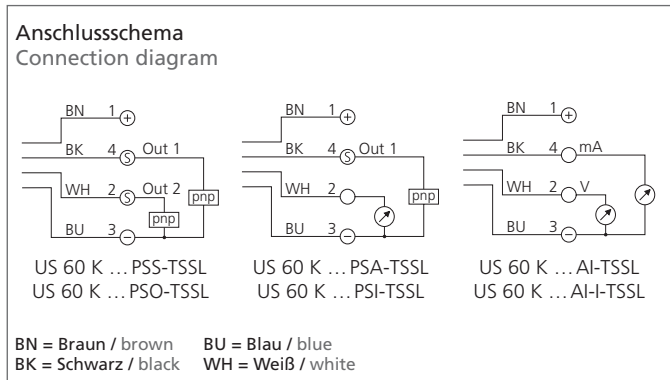 Anschlussschema
Connection diagram
BN 1 +
BK 4 S Out 1
WH 2 S Out 2
pnp
pnp
BU 3 −
US 60 K ... PSS-TSSL
US 60 K ... PSO-TSSL
BN 1 +
BK 4 S Out 1
WH 2
pnp
BU 3 −
US 60 K ... PSA-TSSL
US 60 K ... PSI-TSSL
BN 1 +
BK 4 mA
WH 2 V
BU 3 −
US 60 K ... AI-TSSL
US 60 K ... AI-I-TSSL
BN = Braun / brown BU = Blau / blue
BK = Schwarz / black WH = Weiß / white